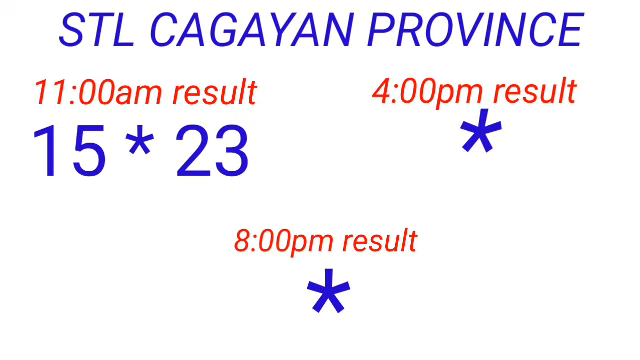 STL CAGAYAN PROVINCE
11:00am result
15 * 23
4:00pm result
*
8:00pm result
*